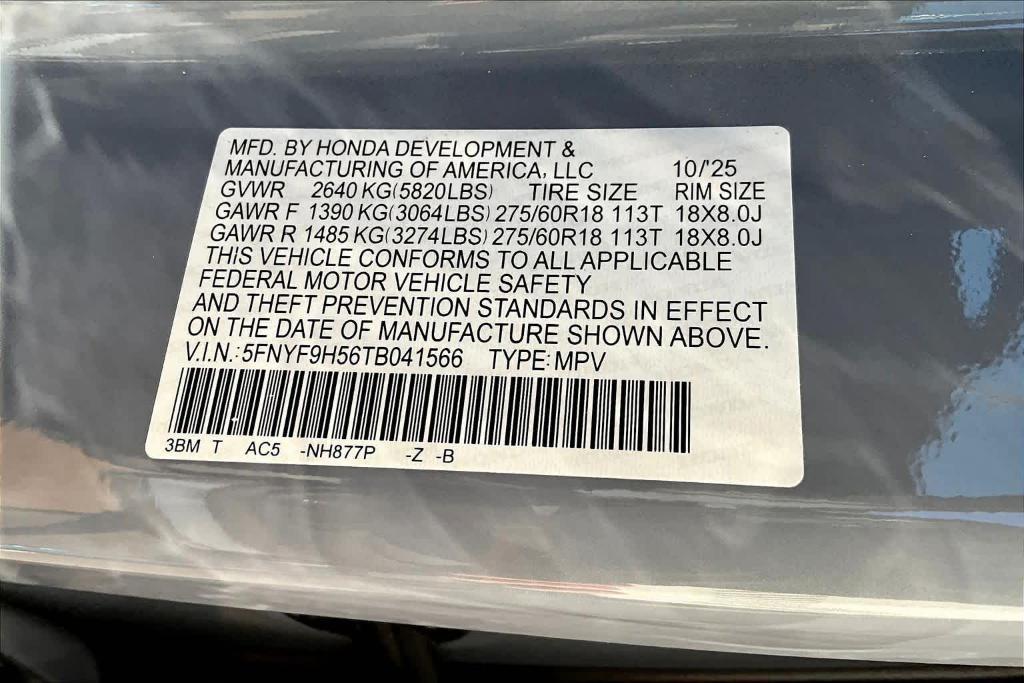 MFD. BY HONDA DEVELOPMENT &
MANUFACTURING OF AMERICA, LLC 10/'25
GVWR 2640 KG(5820LBS) TIRE SIZE RIM SIZE
GAWR F 1390 KG(3064LBS) 275/60R18 113T 18X8.0J
GAWR R 1485 KG(3274LBS) 275/60R18 113T 18X8.0J
THIS VEHICLE CONFORMS TO ALL APPLICABLE
FEDERAL MOTOR VEHICLE SAFETY
AND THEFT PREVENTION STANDARDS IN EFFECT
ON THE DATE OF MANUFACTURE SHOWN ABOVE.
V.I.N.: 5FNYF9H56TB041566 TYPE: MPV
3BM T AC5 -NH877P -Z -B